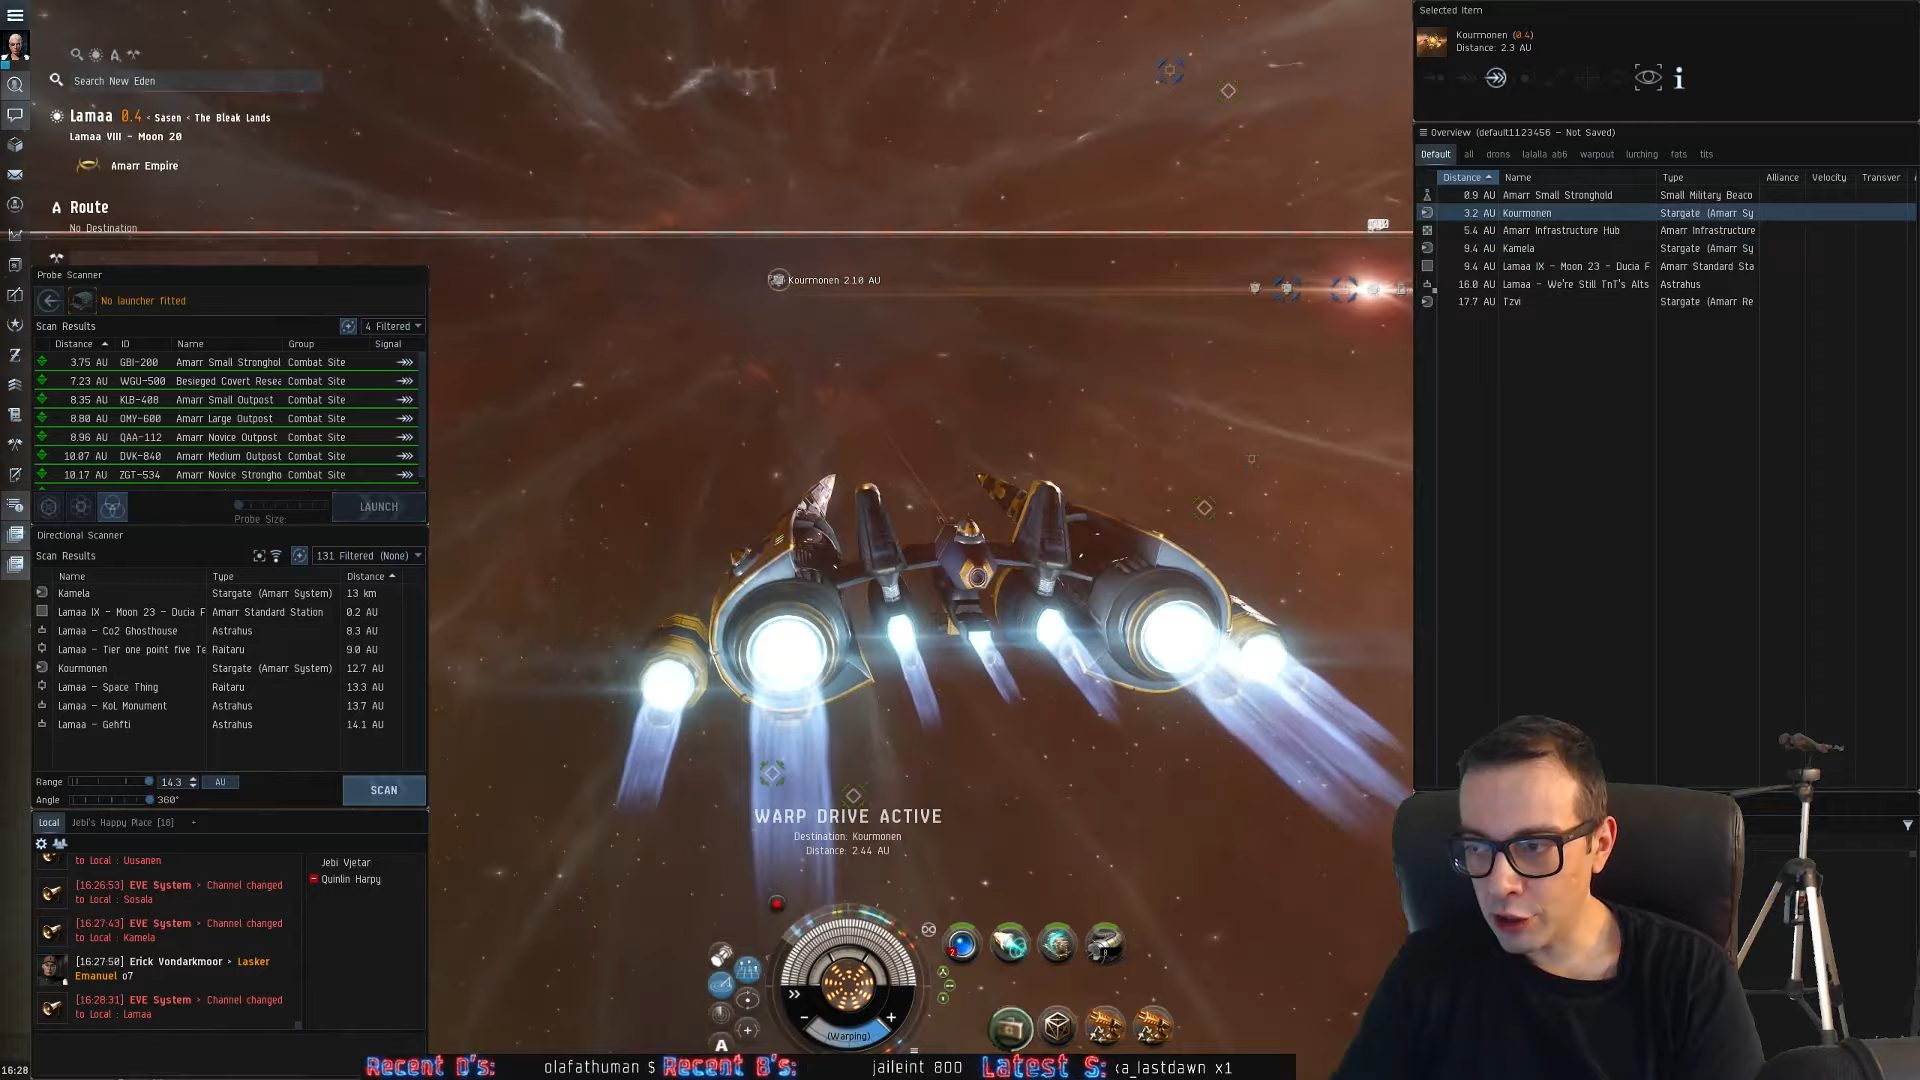 Search New Eden
Lamaa 0.4 < Sasen < The Bleak Lands
Lamaa VIII - Moon 20
Amarr Empire
Route
No Destination
Probe Scanner
No launcher fitted
Scan Results
4 Filtered
Distance ID Name Group Signal
3.75 AU GBI-200 Amarr Small Stronghol Combat Site
7.23 AU WGU-500 Besieged Covert Resea Combat Site
8.35 AU KLB-408 Amarr Small Outpost Combat Site
8.80 AU OMY-600 Amarr Large Outpost Combat Site
8.96 AU QAA-112 Amarr Novice Outpost Combat Site
10.07 AU DVK-840 Amarr Medium Outpost Combat Site
10.17 AU ZGT-534 Amarr Novice Strongho Combat Site
LAUNCH
Probe Size:
Directional Scanner
Scan Results
131 Filtered (None)
Name Type Distance
Kamela Stargate (Amarr System) 13 km
Lamaa IX - Moon 23 - Ducia F Amarr Standard Station 0.2 AU
Lamaa - Co2 Ghosthouse Astrahus 8.3 AU
Lamaa - Tier one point five Te Raitaru 9.0 AU
Kourmonen Stargate (Amarr System) 12.7 AU
Lamaa - Space Thing Raitaru 13.3 AU
Lamaa - KoL Monument Astrahus 13.7 AU
Lamaa - Gehfti Astrahus 14.1 AU
Range 14.3 AU
Angle 360°
SCAN
Local Jebi's Happy Place [16] +
to Local : Uusanen
[16:26:53] EVE System > Channel changed
to Local : Sosala
[16:27:43] EVE System > Channel changed
to Local : Kamela
[16:27:50] Erick Vondarkmoor > Lasker
Emanuel o7
[16:28:31] EVE System > Channel changed
to Local : Lamaa
Jebi Vjetar
Quinlin Harpy
16:28
Kourmonen 2.10 AU
WARP DRIVE ACTIVE
Destination: Kourmonen
Distance: 2.44 AU
(Warping)
2
8
A
Recent D's: olafathuman $ Recent B's: jaileint 800 Latest S: ka_lastdawn x1
Selected Item
Kourmonen (0.4)
Distance: 2.3 AU
Overview (default1123456 - Not Saved)
Default all drons lalalla ab6 warpout lurching fats tits
Distance Name Type Alliance Velocity Transver
0.9 AU Amarr Small Stronghold Small Military Beaco
3.2 AU Kourmonen Stargate (Amarr Sy
5.4 AU Amarr Infrastructure Hub Amarr Infrastructure
9.4 AU Kamela Stargate (Amarr Sy
9.4 AU Lamaa IX - Moon 23 - Ducia F Amarr Standard Sta
16.0 AU Lamaa - We're Still TnT's Alts Astrahus
17.7 AU Tzvi Stargate (Amarr Re